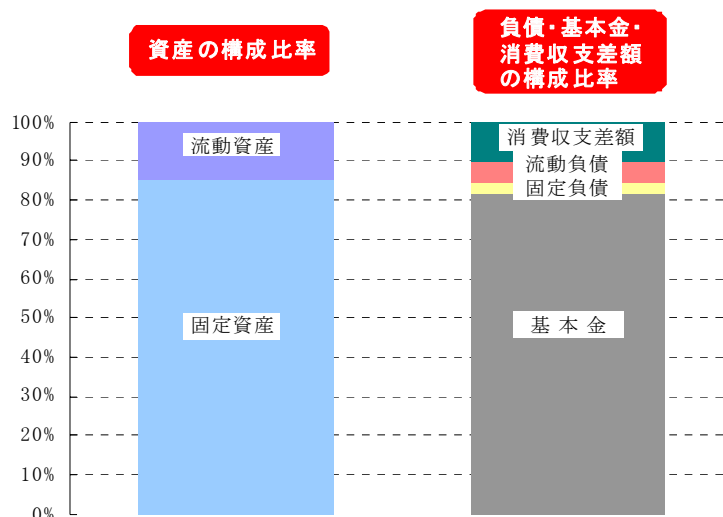 資産の構成比率
負債・基本金・
消費収支差額
の構成比率
100%
90%
80%
70%
60%
50%
40%
30%
20%
10%
0%
流動資産
固定資産
消費収支差額
流動負債
固定負債
基本金